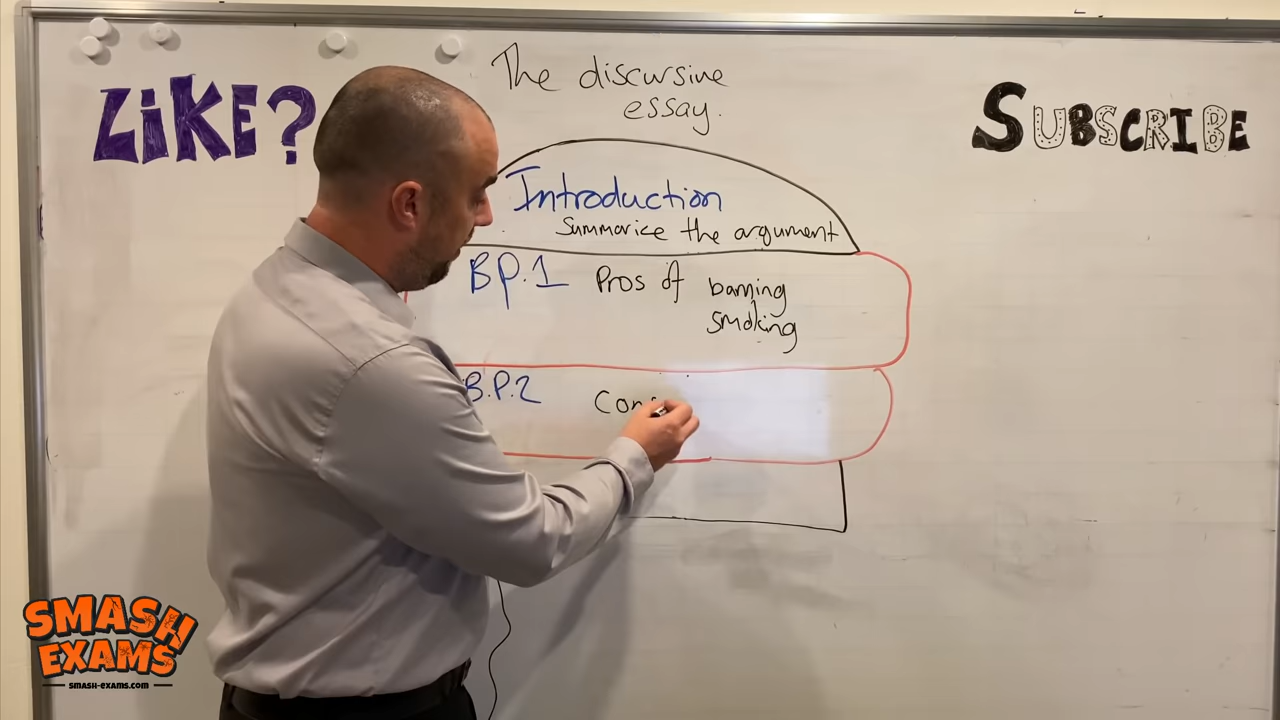 The discursive
essay.
LIKE?
SUBSCRIBE
Introduction
Summarise the argument
B P.1 Pros of banning
smoking
B.P.2 Cons
SMASH
EXAMS
smash-exams.com